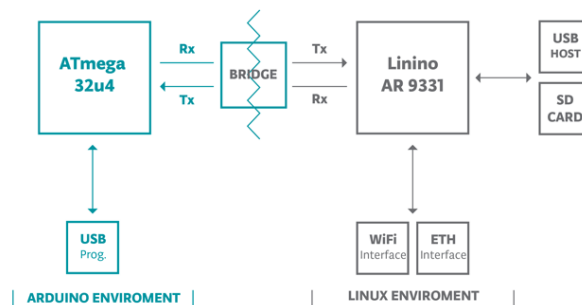 ATmega
32u4
Rx
Tx
BRIDGE
Tx
Rx
Linino
AR 9331
USB
HOST
SD
CARD
USB
Prog.
WiFi
Interface
ETH
Interface
ARDUINO ENVIROMENT
LINUX ENVIROMENT